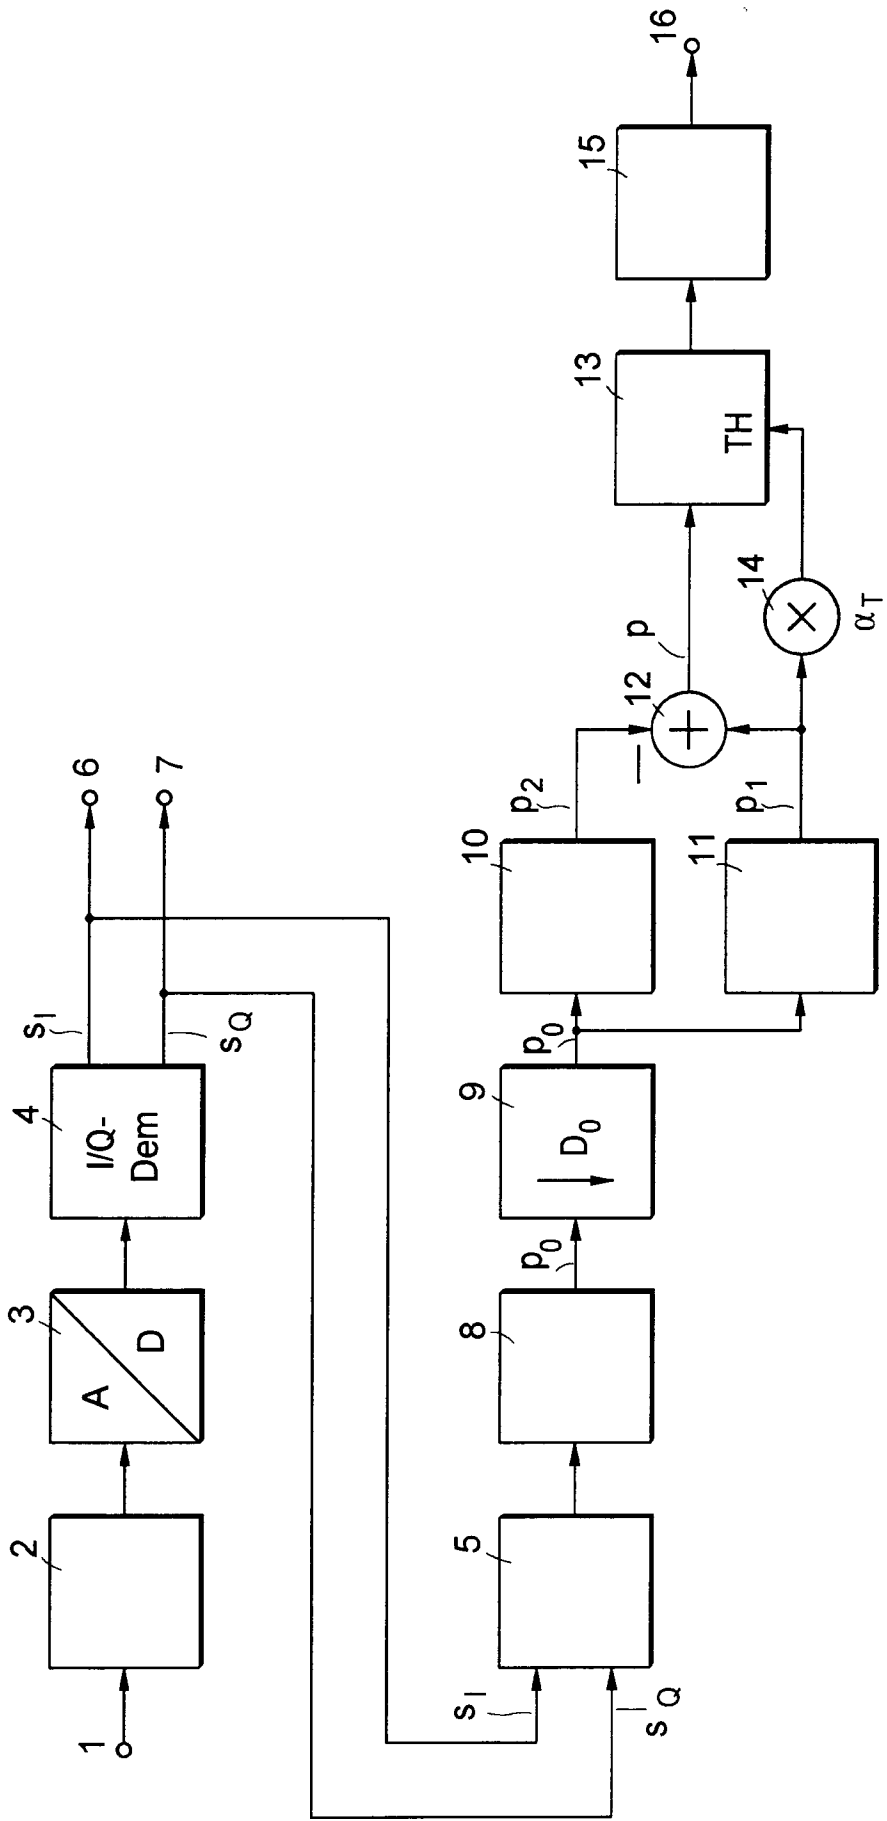 1
2
3
A
D
4
I/Q-
Dem
s_I
s_Q
6
7
s_I
s_Q
5
8
p_0
9
D_0
p_0
10
p_2
11
p_1
12
p
14
α_T
13
TH
15
16